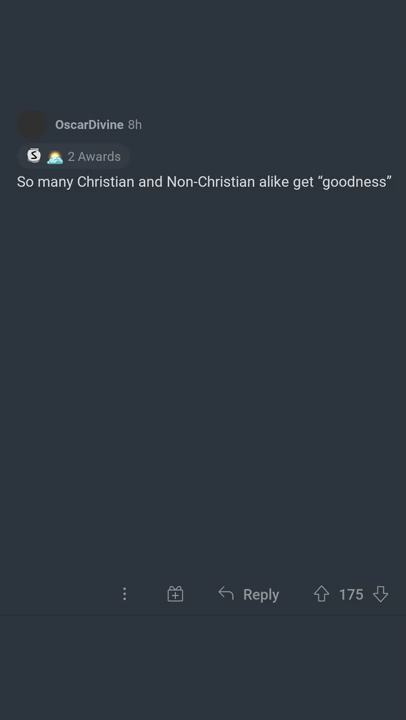 OscarDivine 8h
2 Awards
So many Christian and Non-Christian alike get “goodness”
Reply 175